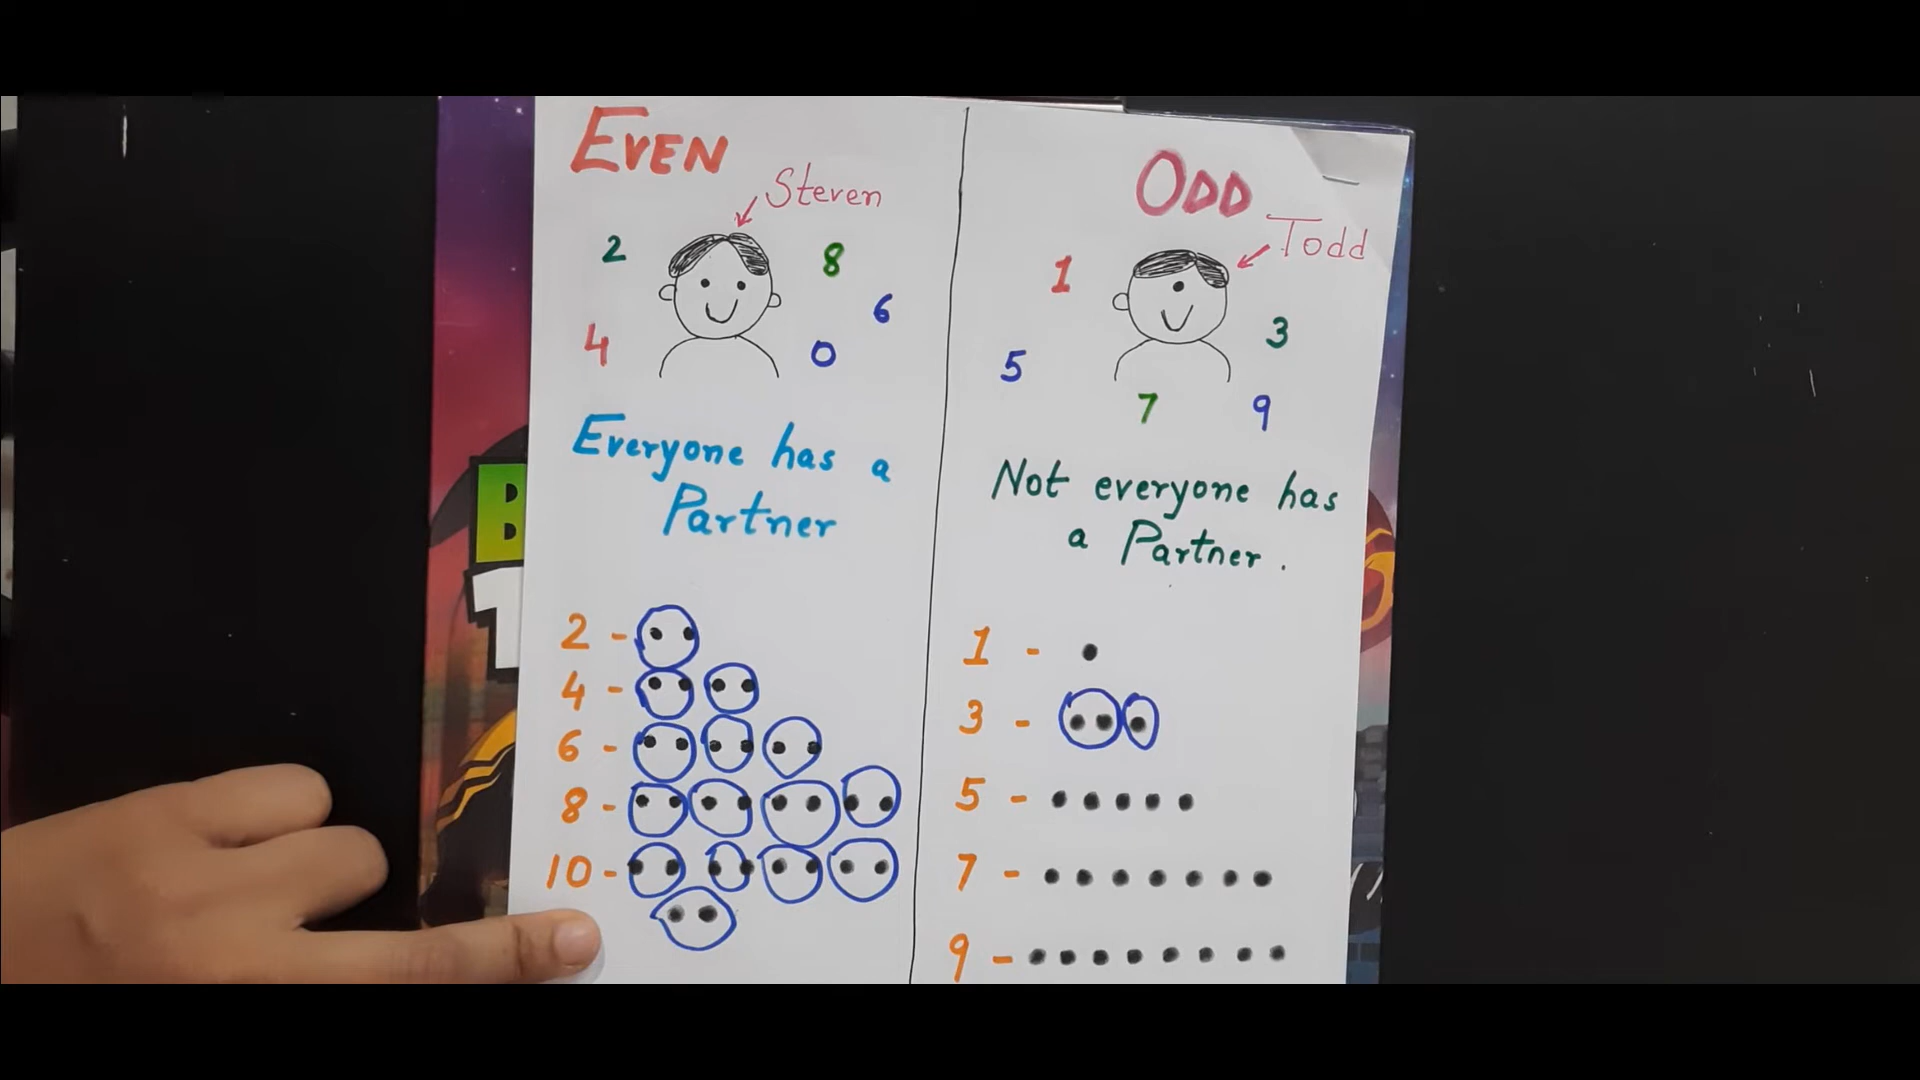 EVEN
Steven
2
8
6
4
0
Everyone has a
Partner
2 -
4 -
6 -
8 -
10 -
ODD
Todd
1
3
5
7
9
Not everyone has
a Partner.
1 -
3 -
5 -
7 -
9 -